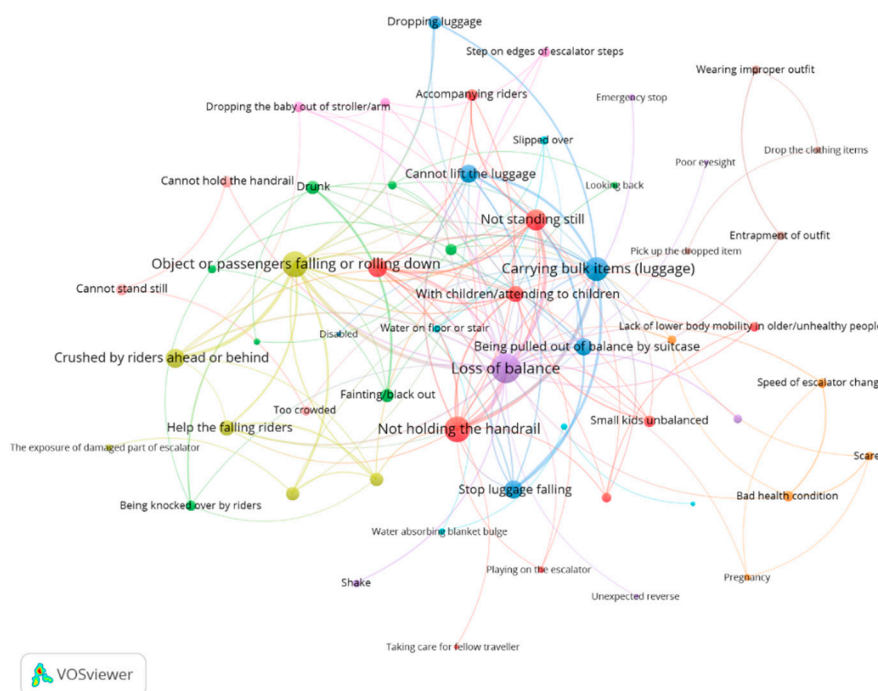 Dropping luggage
Step on edges of escalator steps
Wearing improper outfit
Accompanying riders
Emergency stop
Dropping the baby out of stroller/arm
Slipped over
Drop the clothing items
Poor eyesight
Cannot lift the luggage
Cannot hold the handrail
Drunk
Looking back
Not standing still
Entrapment of outfit
Pick up the dropped item
Object or passengers falling or rolling down
Carrying bulk items (luggage)
Cannot stand still
With children/attending to children
Disabled
Water on floor or stair
Lack of lower body mobility in older/unhealthy people
Being pulled out of balance by suitcase
Crushed by riders ahead or behind
Loss of balance
Speed of escalator chang
Fainting/black out
Too crowded
Small kids unbalanced
Help the falling riders
Not holding the handrail
The exposure of damaged part of escalator
Scare
Stop luggage falling
Bad health condition
Being knocked over by riders
Water absorbing blanket bulge
Playing on the escalator
Pregnancy
Shake
Unexpected reverse
Taking care for fellow traveller
VOSviewer